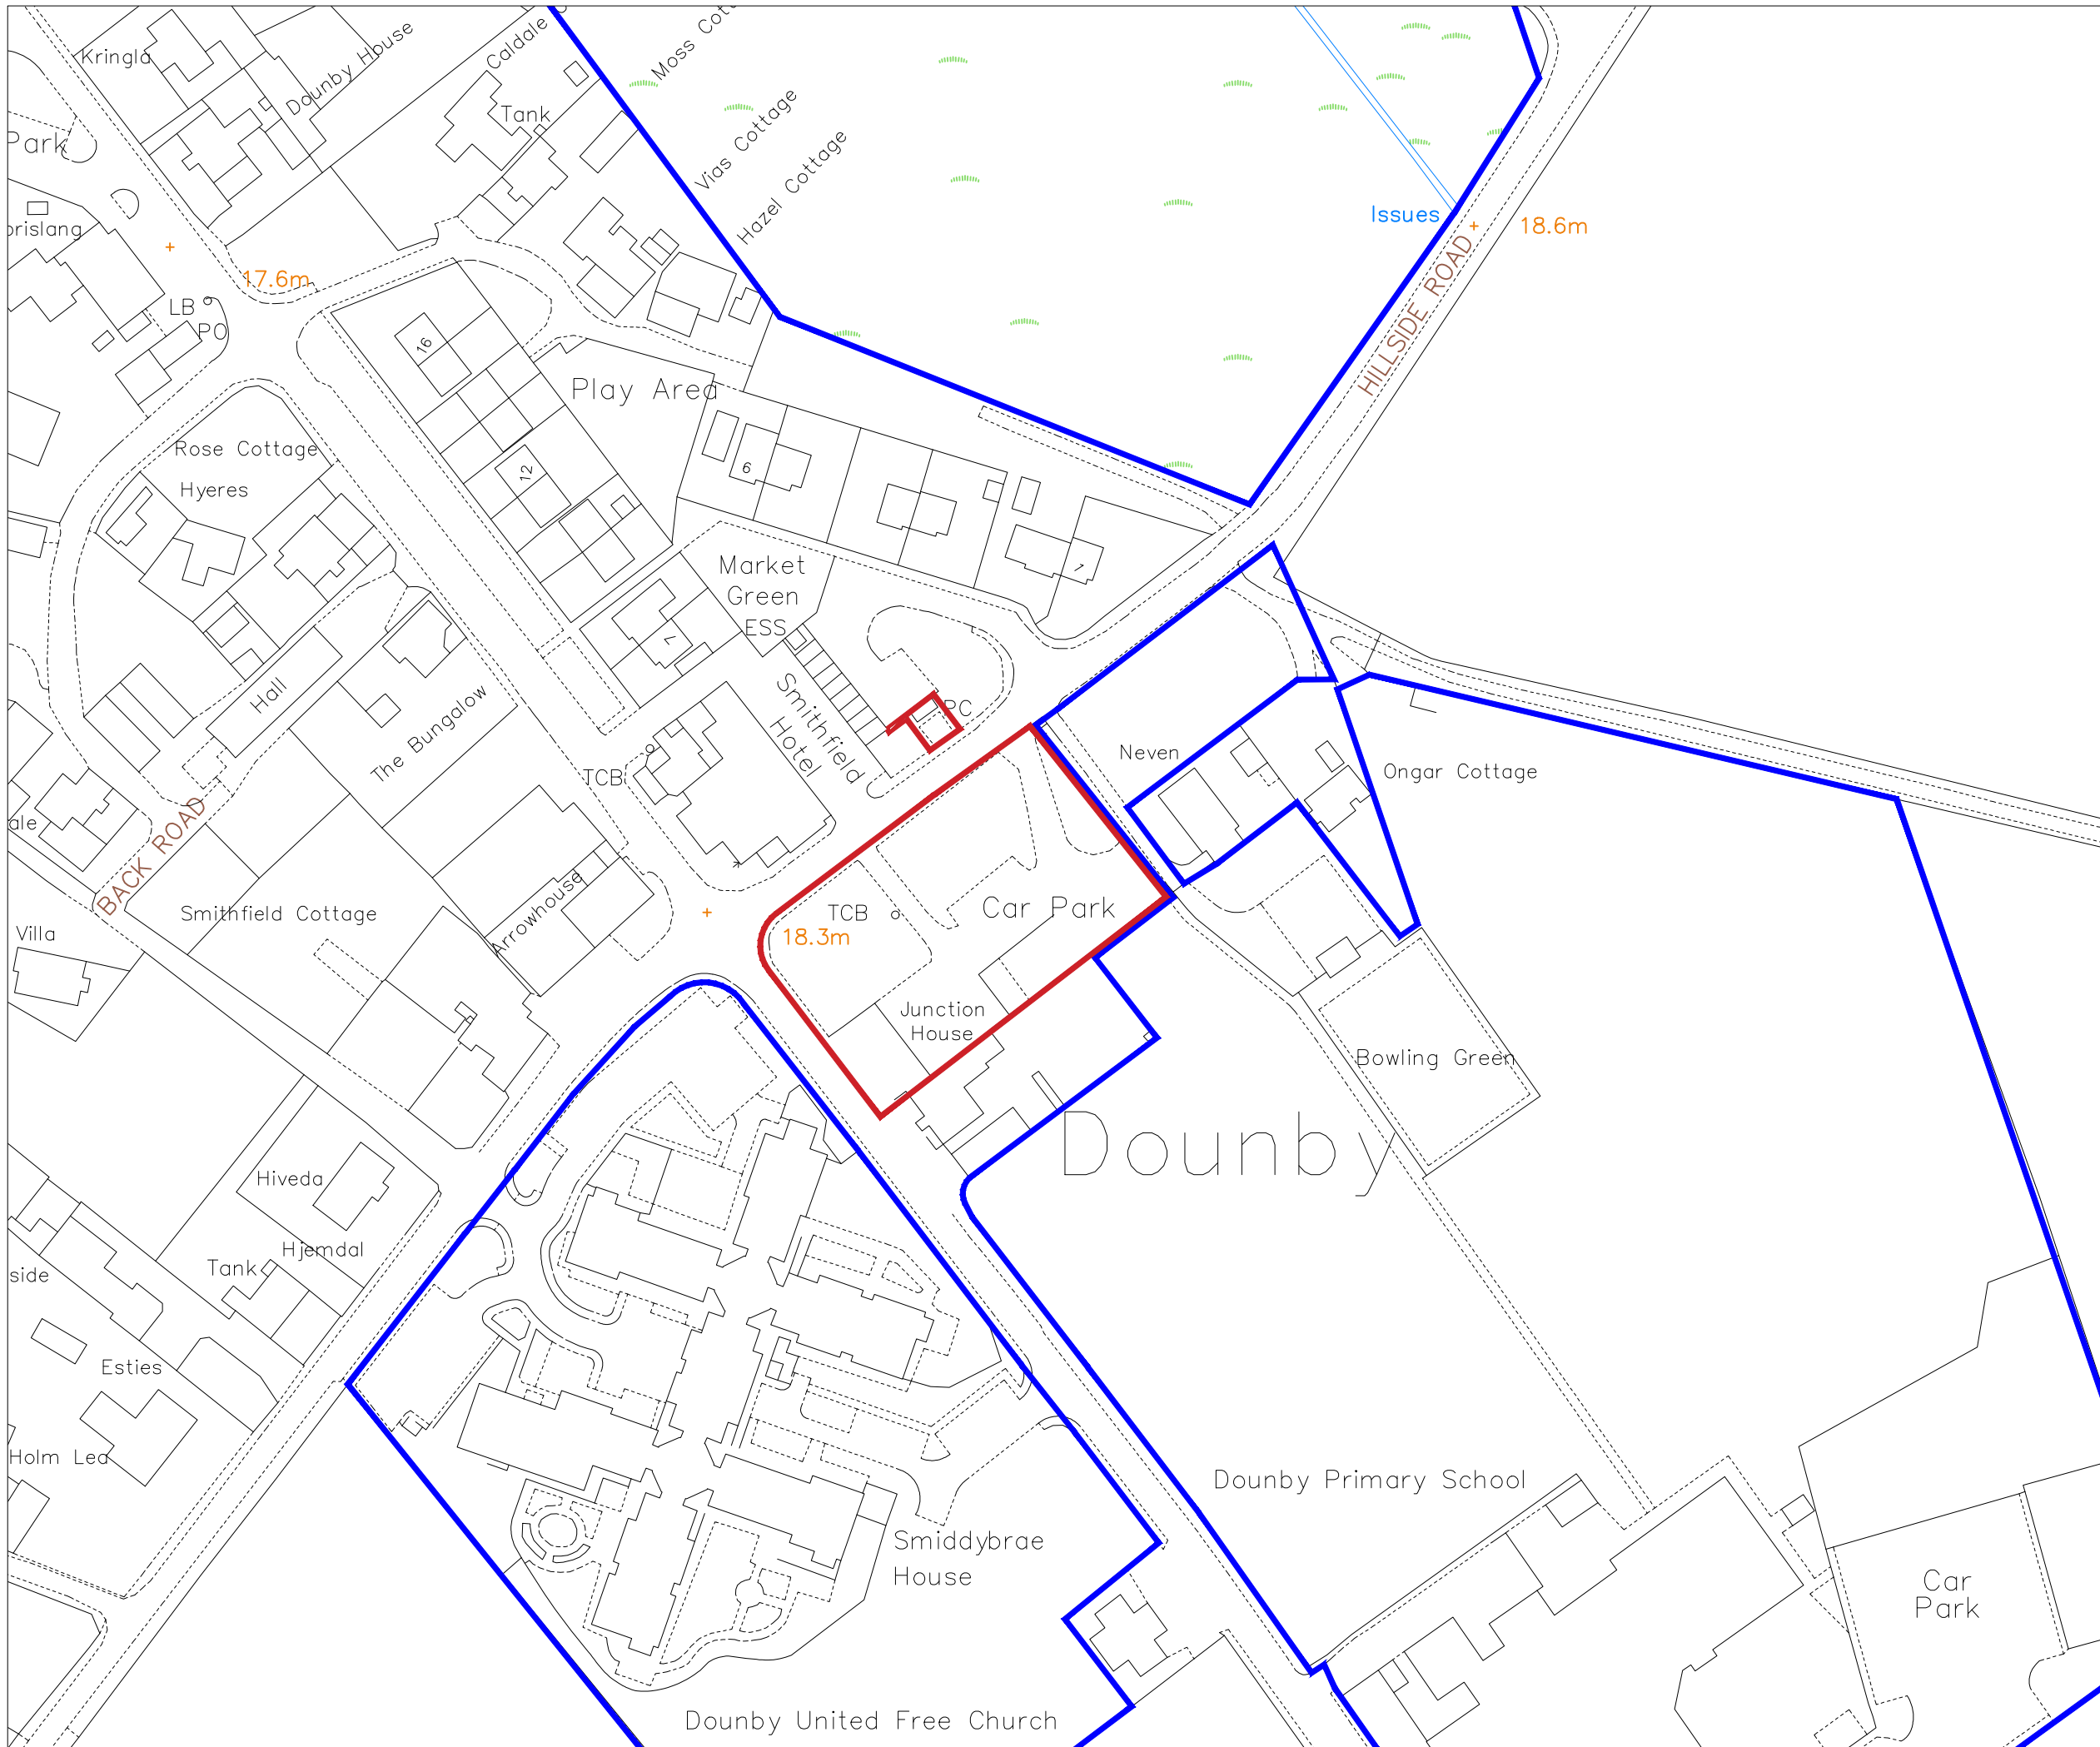 Kringla
Dounby House
Caldale
Moss
Tank
Park
Vias Cottage
Hazel Cottage
Issues
18.6m
HILLSIDE ROAD
17.6m
LB
PO
16
Play Area
Rose Cottage
Hyeres
12
6
1
Market
Green
ESS
7
Hall
The Bungalow
Smithfield
Hotel
PC
TCB
Neven
Ongar Cottage
BACK ROAD
Smithfield Cottage
Arrowhouse
Villa
TCB
18.3m
Car Park
Junction
House
Bowling Green
Dounby
Hiveda
Hjemdal
Tank
side
Esties
Holm Lea
Dounby Primary School
Smiddybrae
House
Car
Park
Dounby United Free Church